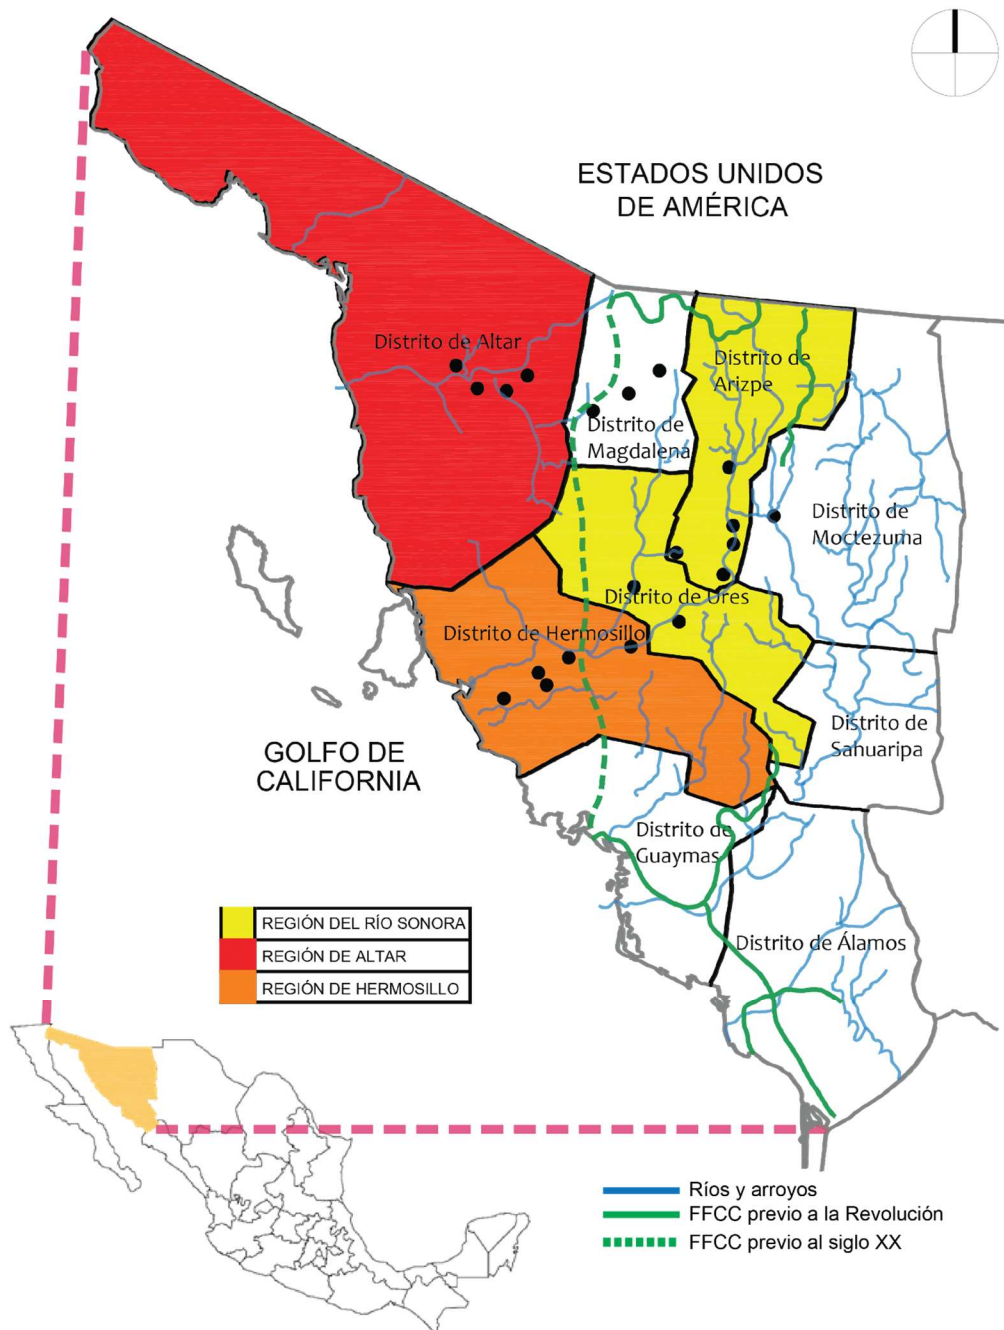 ESTADOS UNIDOS
DE AMÉRICA
Distrito de Altar
Distrito de
Arizpe
Distrito de
Magdalena
Distrito de
Moctezuma
Distrito de Ures
Distrito de Hermosillo
Distrito de
Sahuaripa
GOLFO DE
CALIFORNIA
Distrito de
Guaymas
Distrito de Álamos
REGIÓN DEL RÍO SONORA
REGIÓN DE ALTAR
REGIÓN DE HERMOSILLO
Ríos y arroyos
FFCC previo a la Revolución
FFCC previo al siglo XX